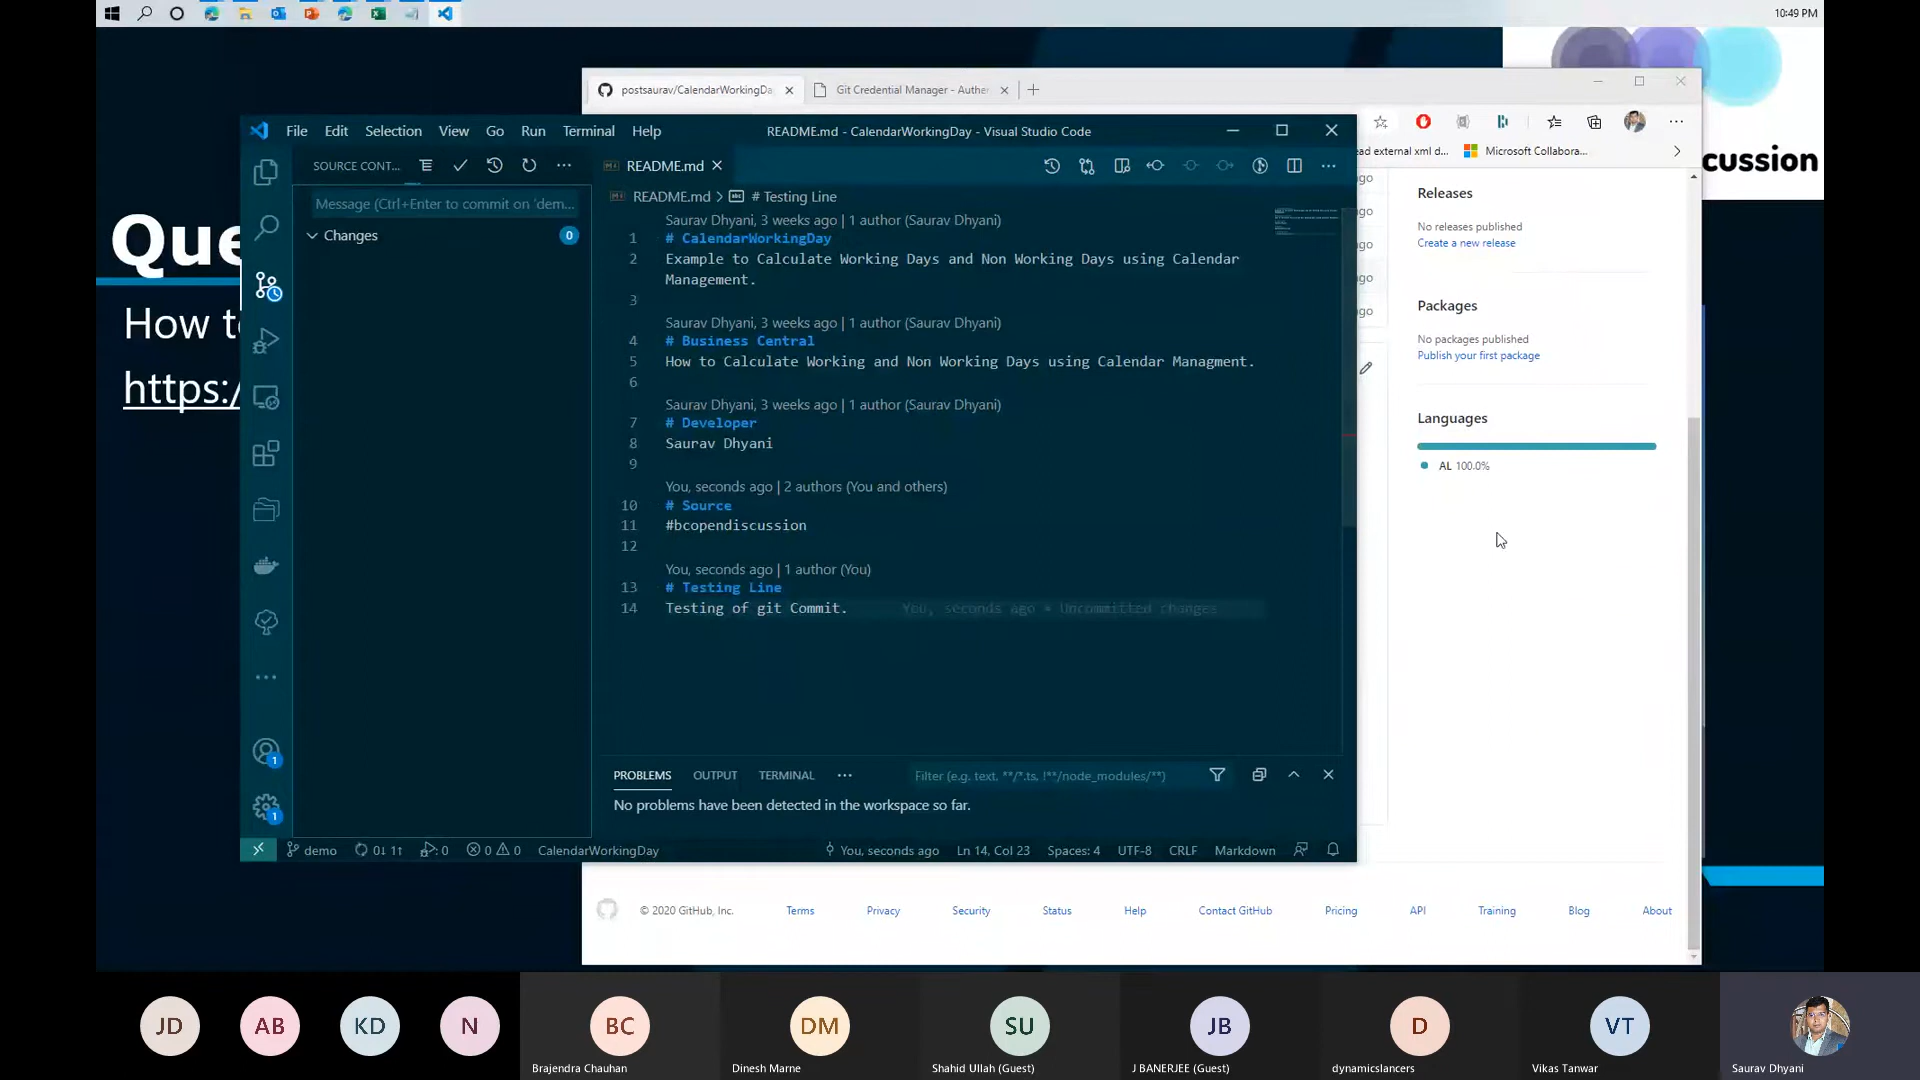 10:49 PM
postsaurav/CalendarWorkingDa
Git Credential Manager - Authen
File Edit Selection View Go Run Terminal Help
README.md - CalendarWorkingDay - Visual Studio Code
ead external xml d...
Microsoft Collabora...
cussion
SOURCE CONT...
README.md
README.md > # Testing Line
Message (Ctrl+Enter to commit on 'dem...
Changes
0
Saurav Dhyani, 3 weeks ago | 1 author (Saurav Dhyani)
1 # CalendarWorkingDay
2 Example to Calculate Working Days and Non Working Days using Calendar
Management.
3
Saurav Dhyani, 3 weeks ago | 1 author (Saurav Dhyani)
4 # Business Central
5 How to Calculate Working and Non Working Days using Calendar Managment.
6
Saurav Dhyani, 3 weeks ago | 1 author (Saurav Dhyani)
7 # Developer
8 Saurav Dhyani
9
You, seconds ago | 2 authors (You and others)
10 # Source
11 #bcopendiscussion
12
You, seconds ago | 1 author (You)
13 # Testing Line
14 Testing of git Commit. You, seconds ago • Uncommitted changes
PROBLEMS OUTPUT TERMINAL ...
Filter (e.g. text, **/*.ts, !**/node_modules/**)
No problems have been detected in the workspace so far.
1
1
demo 0↓ 1↑ : 0 0 0 CalendarWorkingDay
You, seconds ago Ln 14, Col 23 Spaces: 4 UTF-8 CRLF Markdown
Que
How to
https:/
go
go
go
go
go
Releases
No releases published
Create a new release
Packages
No packages published
Publish your first package
Languages
AL 100.0%
© 2020 GitHub, Inc. Terms Privacy Security Status Help Contact GitHub Pricing API Training Blog About
JD
AB
KD
N
BC
Brajendra Chauhan
DM
Dinesh Marne
SU
Shahid Ullah (Guest)
JB
J BANERJEE (Guest)
D
dynamicslancers
VT
Vikas Tanwar
Saurav Dhyani